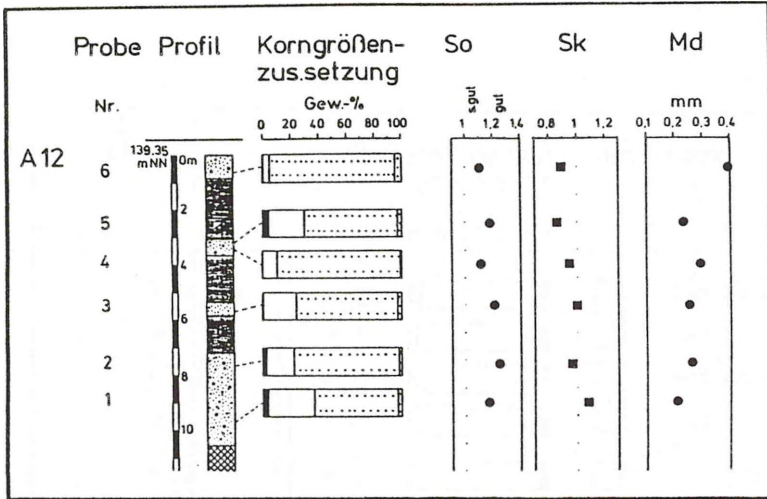 Probe Profil Korngrößen- So Sk Md
zus.setzung
Nr. Gew.-% s.gut gut mm
0 20 40 60 80 100 1 1,2 1,4 0,8 1 1,2 0,1 0,2 0,3 0,4
A 12
139.35
mNN
0m
6
2
5
4
4
3
6
2
8
1
10